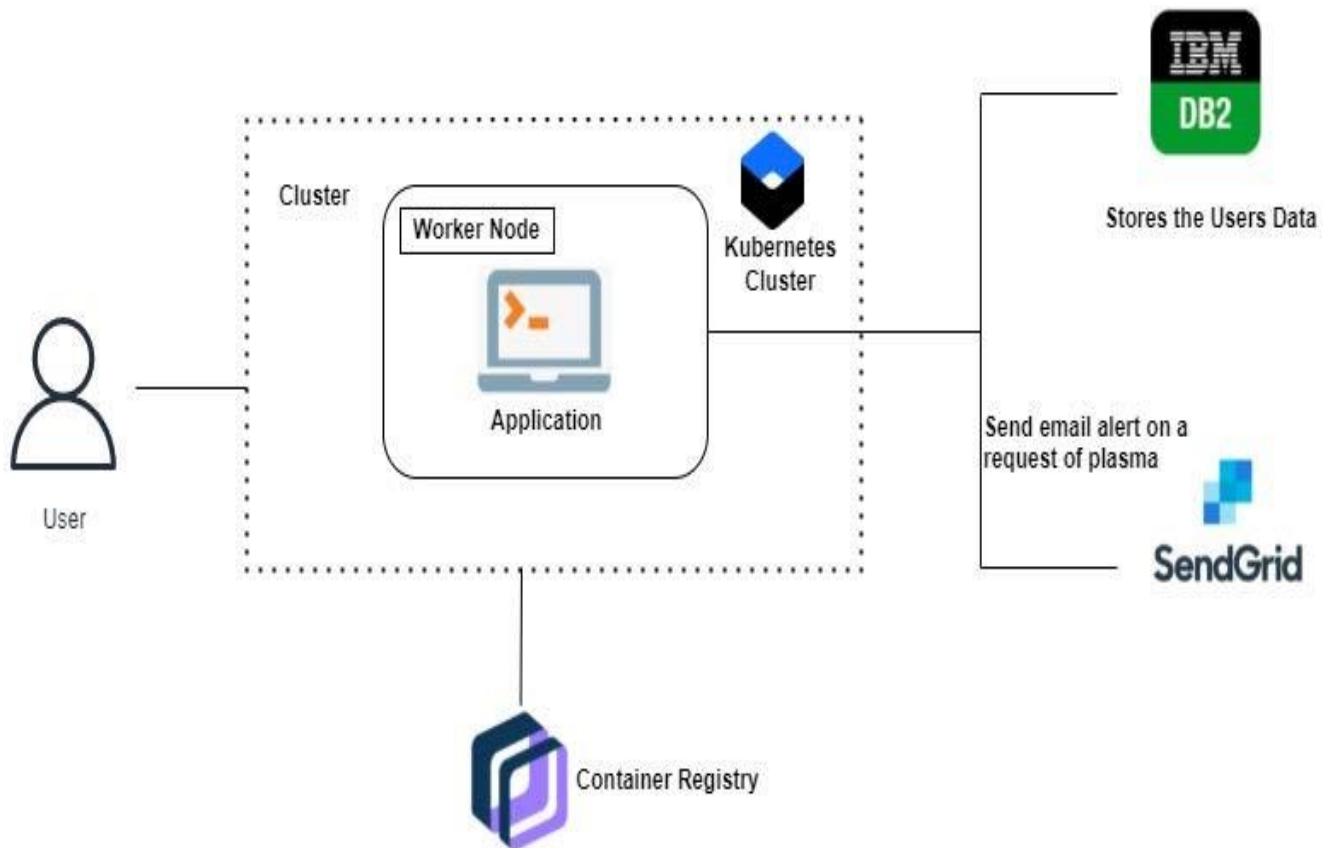 IBM
DB2
Stores the Users Data
Cluster
Worker Node
Kubernetes
Cluster
Application
User
Send email alert on a
request of plasma
SendGrid
Container Registry